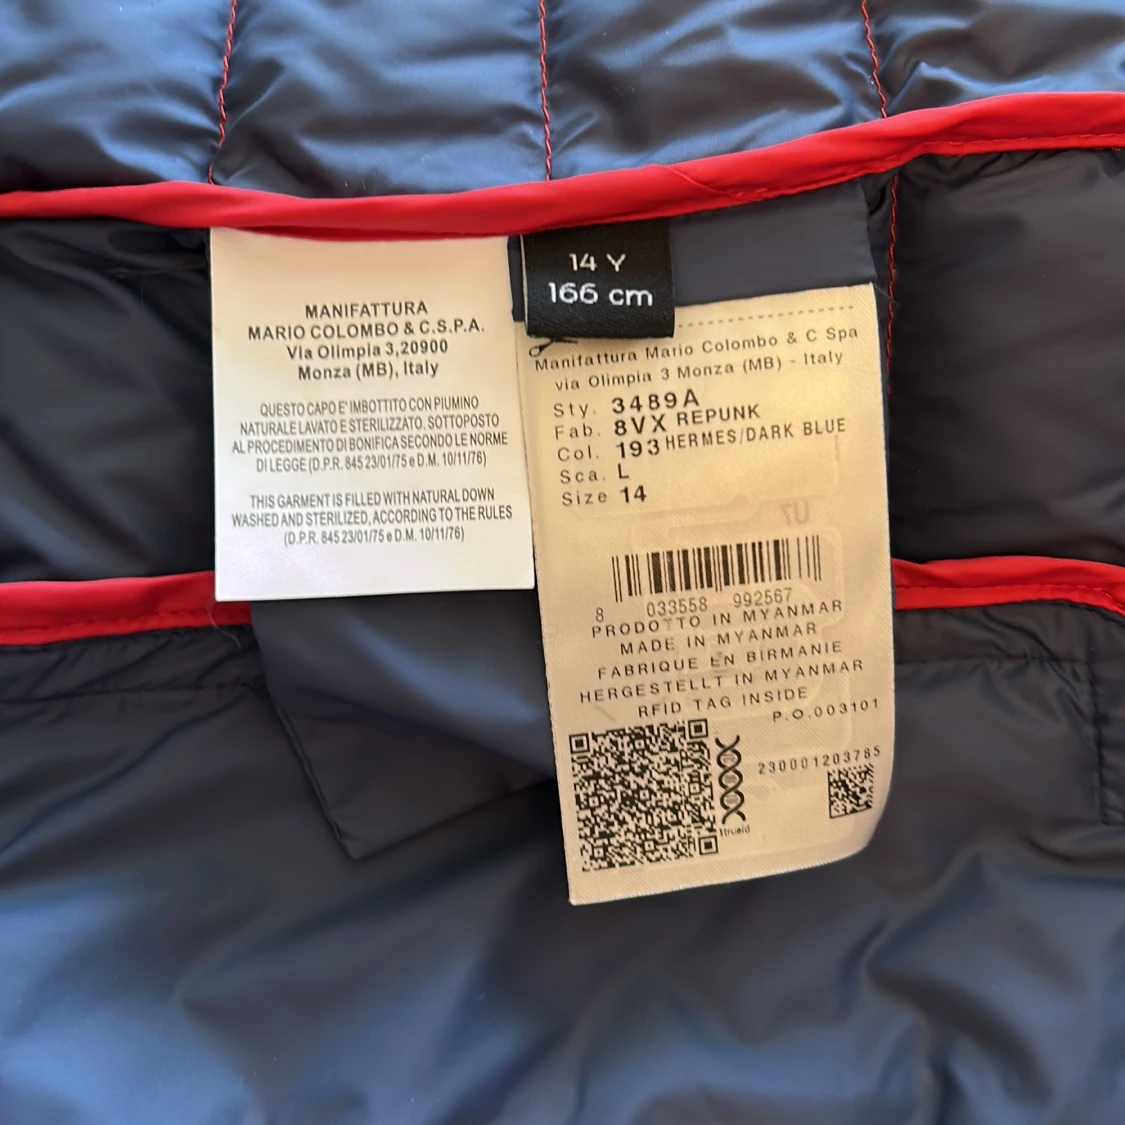 MANIFATTURA
MARIO COLOMBO & C.S.P.A.
Via Olimpia 3,20900
Monza (MB), Italy
QUESTO CAPO E' IMBOTTITO CON PIUMINO
NATURALE LAVATO E STERILIZZATO. SOTTOPOSTO
AL PROCEDIMENTO DI BONIFICA SECONDO LE NORME
DI LEGGE (D.P.R. 845 23/01/75 e D.M. 10/11/76)
THIS GARMENT IS FILLED WITH NATURAL DOWN
WASHED AND STERILIZED, ACCORDING TO THE RULES
(D.P.R. 845 23/01/75 e D.M. 10/11/76)
14 Y
166 cm
Manifattura Mario Colombo & C Spa
via Olimpia 3 Monza (MB) - Italy
Sty. 3489A
Fab. 8VX REPUNK
Col. 193 HERMES/DARK BLUE
Sca. L
Size 14
U7
8 033558 992567
PRODOTTO IN MYANMAR
MADE IN MYANMAR
FABRIQUE EN BIRMANIE
HERGESTELLT IN MYANMAR
RFID TAG INSIDE
P.O.003101
230001203785
1trueid